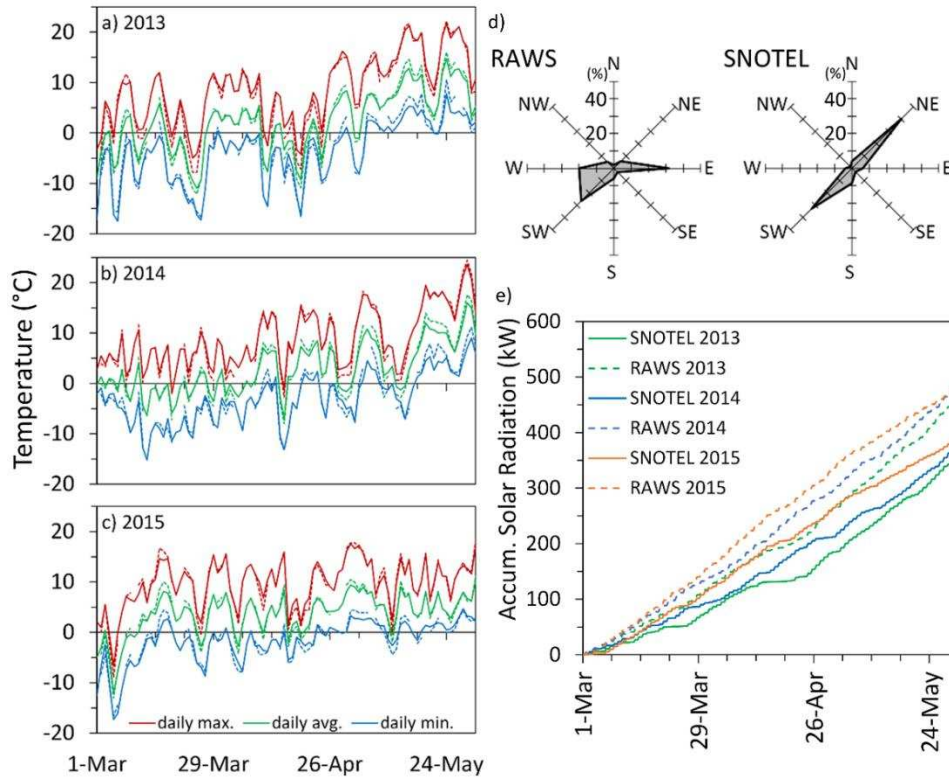 a) 2013
20
10
0
-10
-20
b) 2014
20
10
0
-10
-20
c) 2015
20
10
0
-10
-20
daily max. daily avg. daily min.
1-Mar 29-Mar 26-Apr 24-May
Temperature (°C)
d)
RAWS
(%)
N
40
20
NW
NE
W
E
SW
SE
S
SNOTEL
(%)
N
40
20
NW
NE
W
E
SW
SE
S
e)
600
500
400
300
200
100
0
Accum. Solar Radiation (kW)
SNOTEL 2013
RAWS 2013
SNOTEL 2014
RAWS 2014
SNOTEL 2015
RAWS 2015
1-Mar
29-Mar
26-Apr
24-May